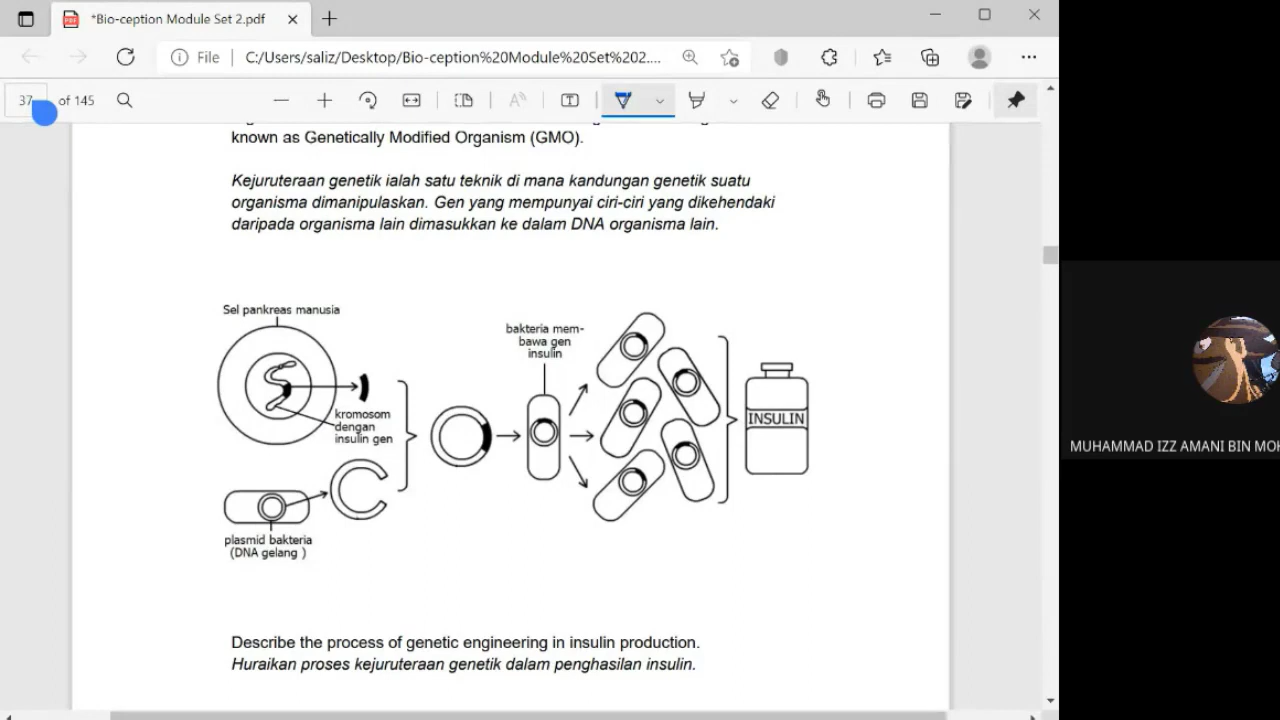 *Bio-ception Module Set 2.pdf
File
C:/Users/saliz/Desktop/Bio-ception%20Module%20Set%202....
37 of 145
known as Genetically Modified Organism (GMO).
Kejuruteraan genetik ialah satu teknik di mana kandungan genetik suatu
organisma dimanipulaskan. Gen yang mempunyai ciri-ciri yang dikehendaki
daripada organisma lain dimasukkan ke dalam DNA organisma lain.
Sel pankreas manusia
kromosom
dengan
insulin gen
plasmid bakteria
(DNA gelang )
bakteria mem-
bawa gen
insulin
INSULIN
Describe the process of genetic engineering in insulin production.
Huraikan proses kejuruteraan genetik dalam penghasilan insulin.
MUHAMMAD IZZ AMANI BIN MOH